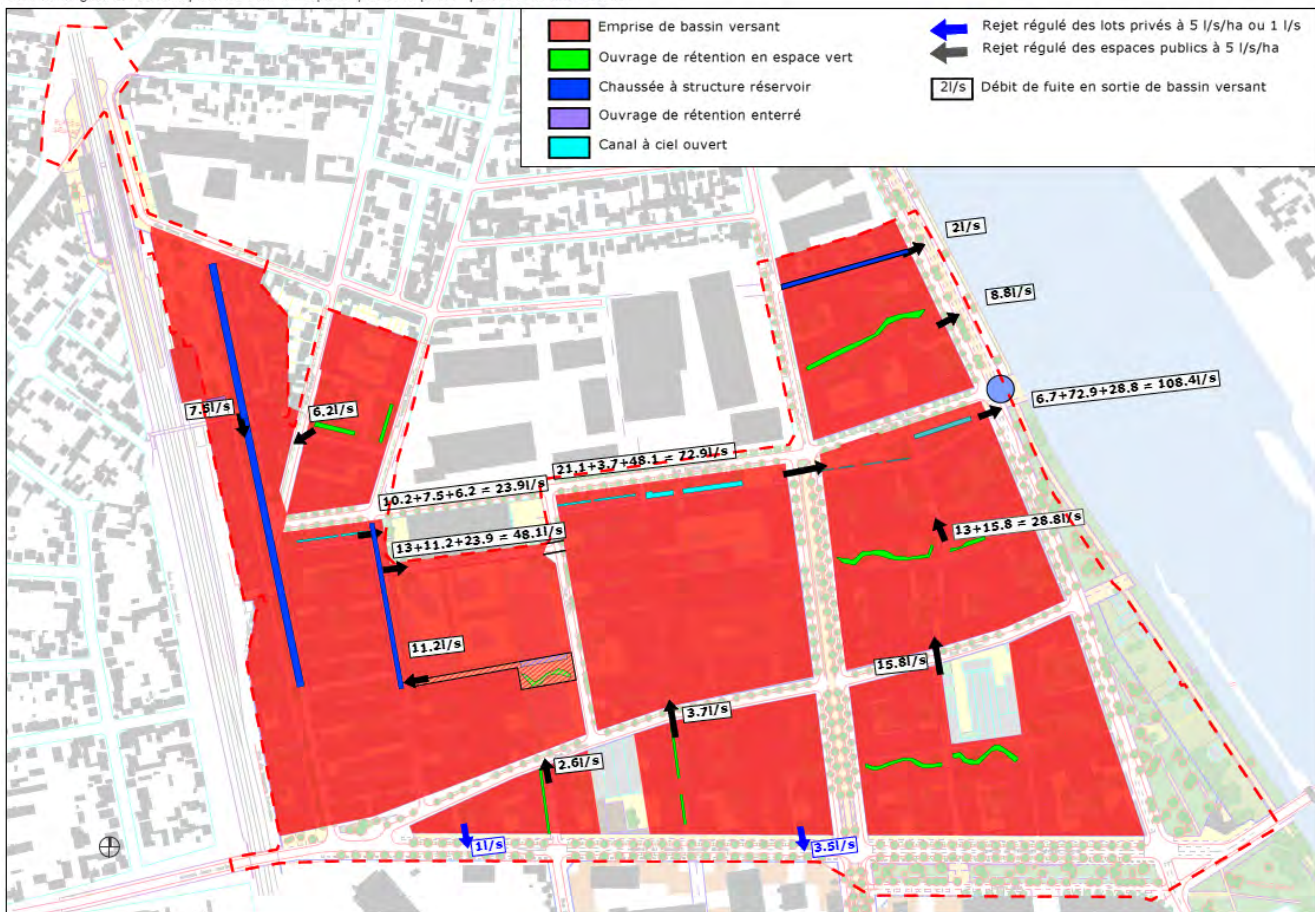 Emprise de bassin versant
Ouvrage de rétention en espace vert
Chaussée à structure réservoir
Ouvrage de rétention enterré
Canal à ciel ouvert
Rejet régulé des lots privés à 5 l/s/ha ou 1 l/s
Rejet régulé des espaces publics à 5 l/s/ha
2l/s Débit de fuite en sortie de bassin versant
2l/s
8.8l/s
6.7+72.9+28.8 = 108.4l/s
7.5l/s
6.2l/s
21.1+3.7+48.1 = 72.9l/s
10.2+7.5+6.2 = 23.9l/s
13+11.2+23.9 = 48.1l/s
13+15.8 = 28.8l/s
11.2l/s
15.8l/s
3.7l/s
2.6l/s
1l/s
3.5l/s